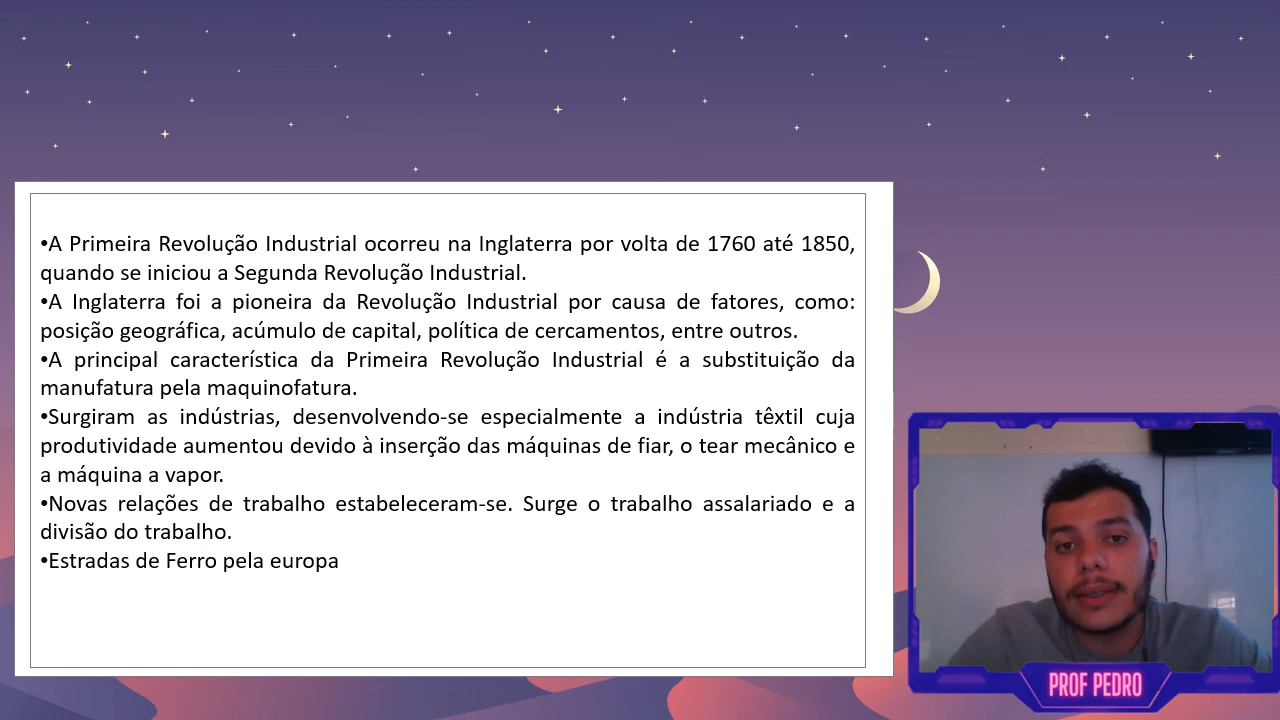 •A Primeira Revolução Industrial ocorreu na Inglaterra por volta de 1760 até 1850,
quando se iniciou a Segunda Revolução Industrial.
•A Inglaterra foi a pioneira da Revolução Industrial por causa de fatores, como:
posição geográfica, acúmulo de capital, política de cercamentos, entre outros.
•A principal característica da Primeira Revolução Industrial é a substituição da
manufatura pela maquinofatura.
•Surgiram as indústrias, desenvolvendo-se especialmente a indústria têxtil cuja
produtividade aumentou devido à inserção das máquinas de fiar, o tear mecânico e
a máquina a vapor.
•Novas relações de trabalho estabeleceram-se. Surge o trabalho assalariado e a
divisão do trabalho.
•Estradas de Ferro pela europa
PROF PEDRO